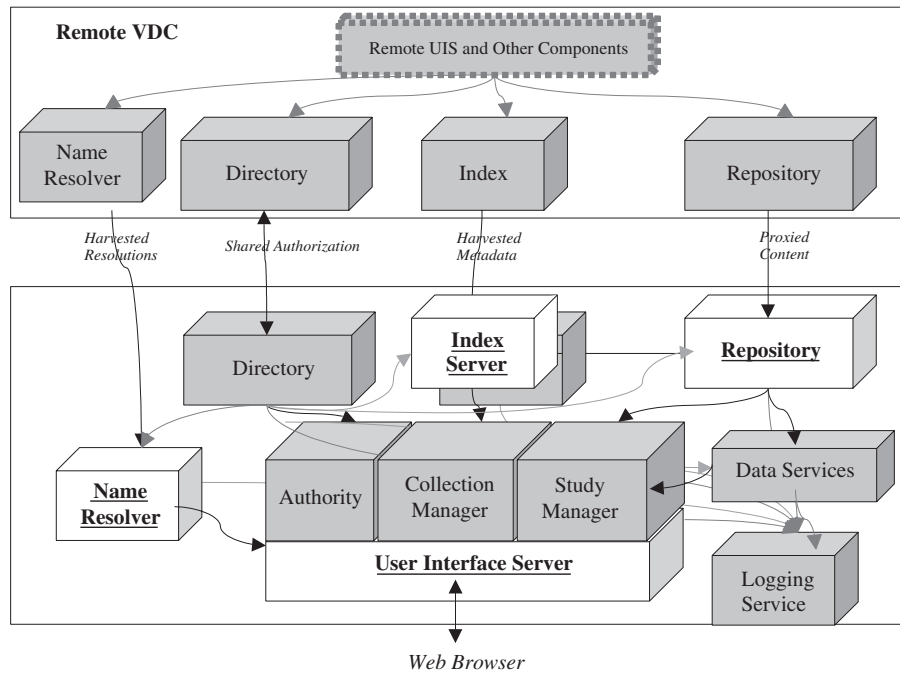 Remote VDC
Remote UIS and Other Components
Name
Resolver
Directory
Index
Repository
Harvested
Resolutions
Shared Authorization
Harvested
Metadata
Proxied
Content
Directory
Index
Server
Repository
Name
Resolver
Authority
Collection
Manager
Study
Manager
Data Services
User Interface Server
Logging
Service
Web Browser